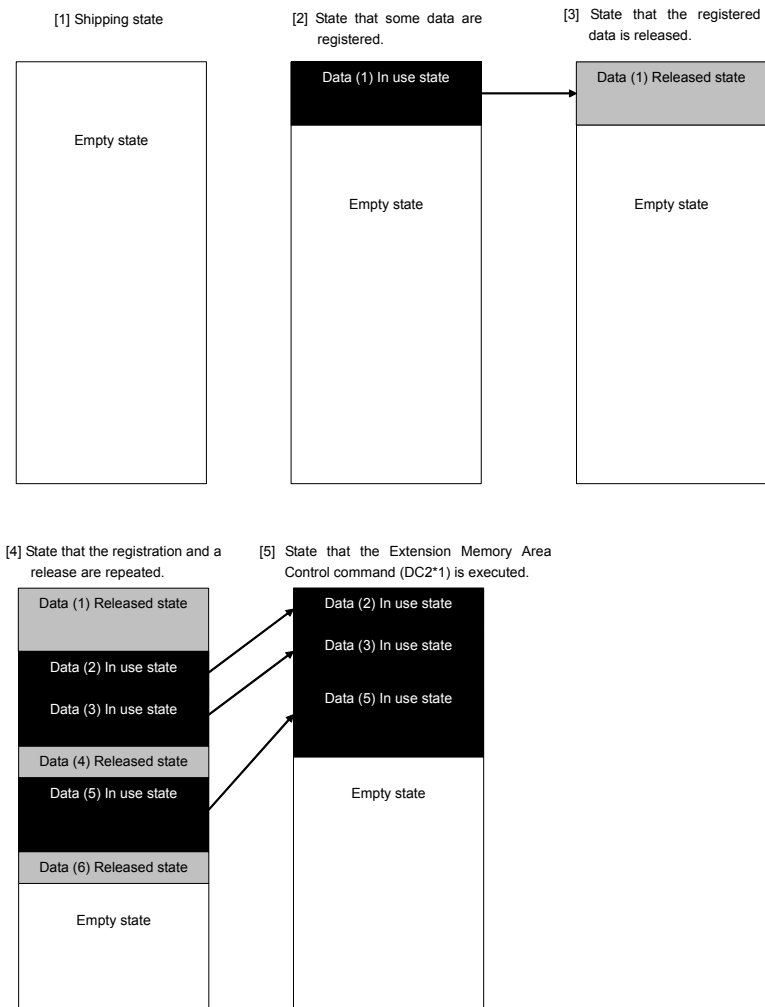 [1] Shipping state
[2] State that some data are
registered.
[3] State that the registered
data is released.
Empty state
Data (1) In use state
Empty state
Data (1) Released state
Empty state
[4] State that the registration and a
release are repeated.
[5] State that the Extension Memory Area
Control command (DC2*1) is executed.
Data (1) Released state
Data (2) In use state
Data (3) In use state
Data (4) Released state
Data (5) In use state
Data (6) Released state
Empty state
Data (2) In use state
Data (3) In use state
Data (5) In use state
Empty state